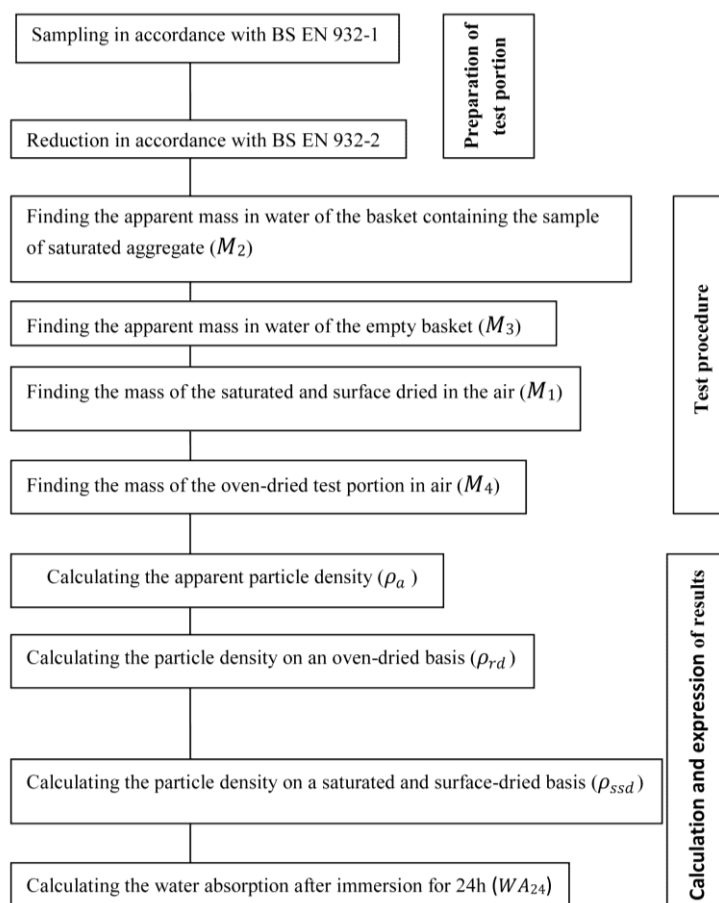 Sampling in accordance with BS EN 932-1
Preparation of
test portion
Reduction in accordance with BS EN 932-2
Finding the apparent mass in water of the basket containing the sample
of saturated aggregate (M₂)
Finding the apparent mass in water of the empty basket (M₃)
Finding the mass of the saturated and surface dried in the air (M₁)
Finding the mass of the oven-dried test portion in air (M₄)
Test procedure
Calculating the apparent particle density (ρₐ )
Calculating the particle density on an oven-dried basis (ρ_rd)
Calculating the particle density on a saturated and surface-dried basis (ρ_ssd)
Calculating the water absorption after immersion for 24h (WA₂₄)
Calculation and expression of results